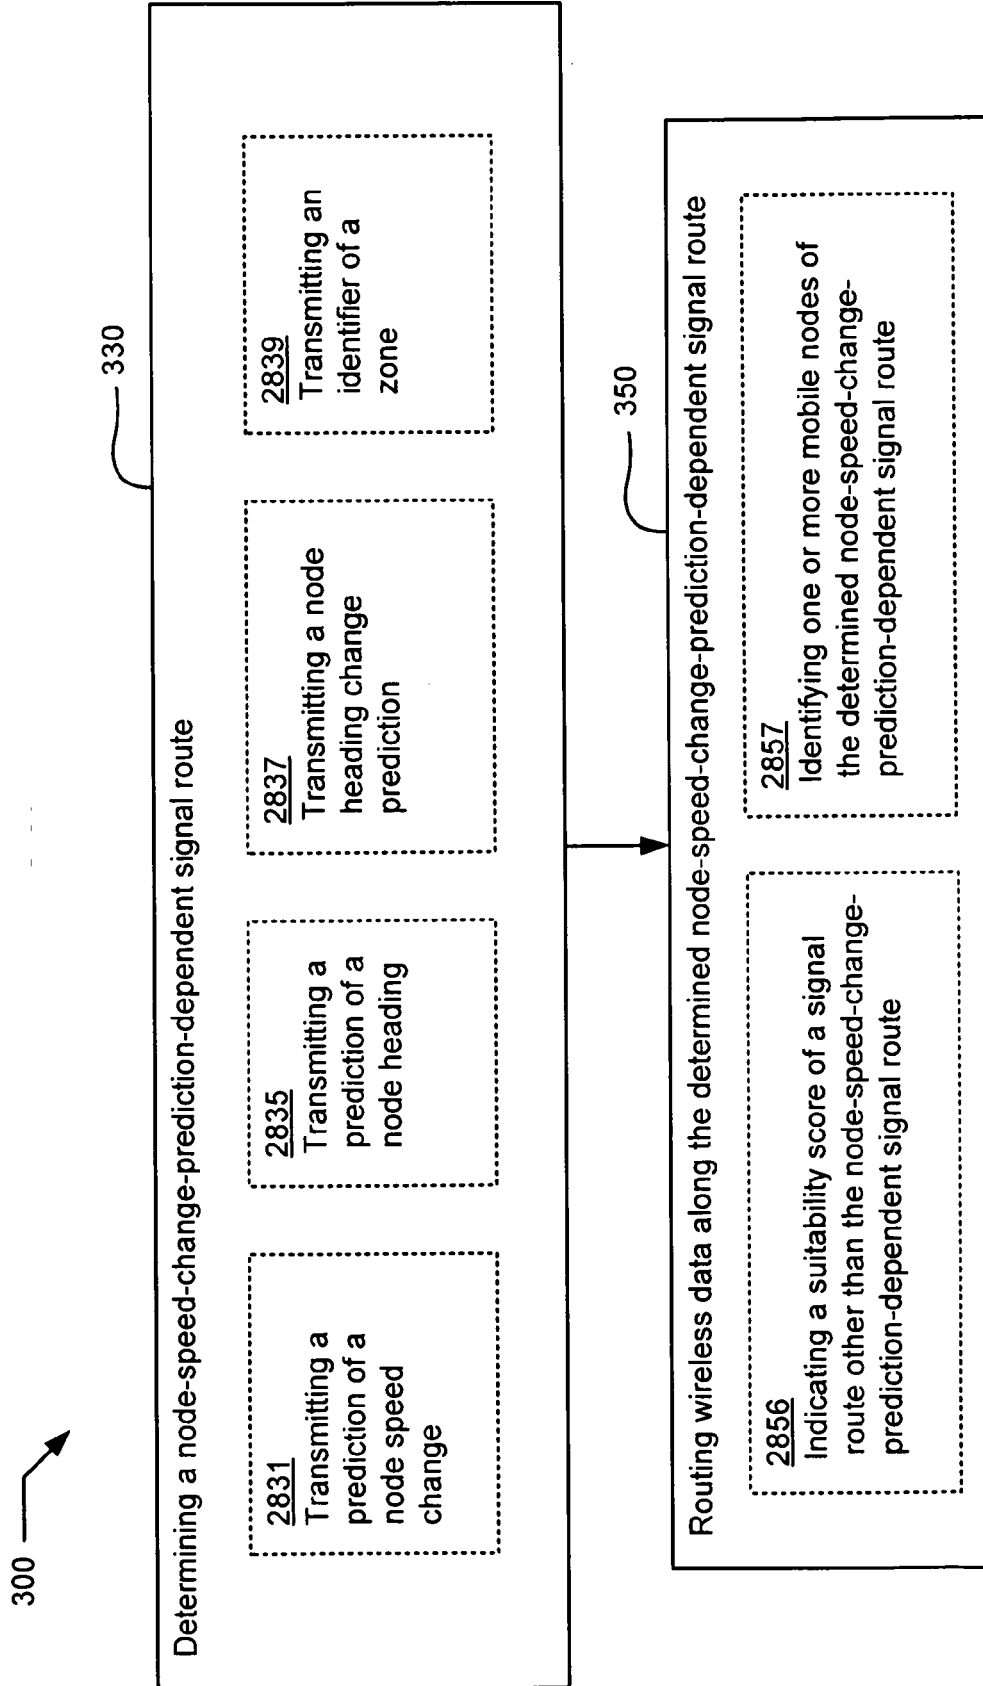 300
330
Determining a node-speed-change-prediction-dependent signal route
2831
Transmitting a
prediction of a
node speed
change
2835
Transmitting a
prediction of a
node heading
2837
Transmitting a node
heading change
prediction
2839
Transmitting an
identifier of a
zone
350
Routing wireless data along the determined node-speed-change-prediction-dependent signal route
2856
Indicating a suitability score of a signal
route other than the node-speed-change-
prediction-dependent signal route
2857
Identifying one or more mobile nodes of
the determined node-speed-change-
prediction-dependent signal route